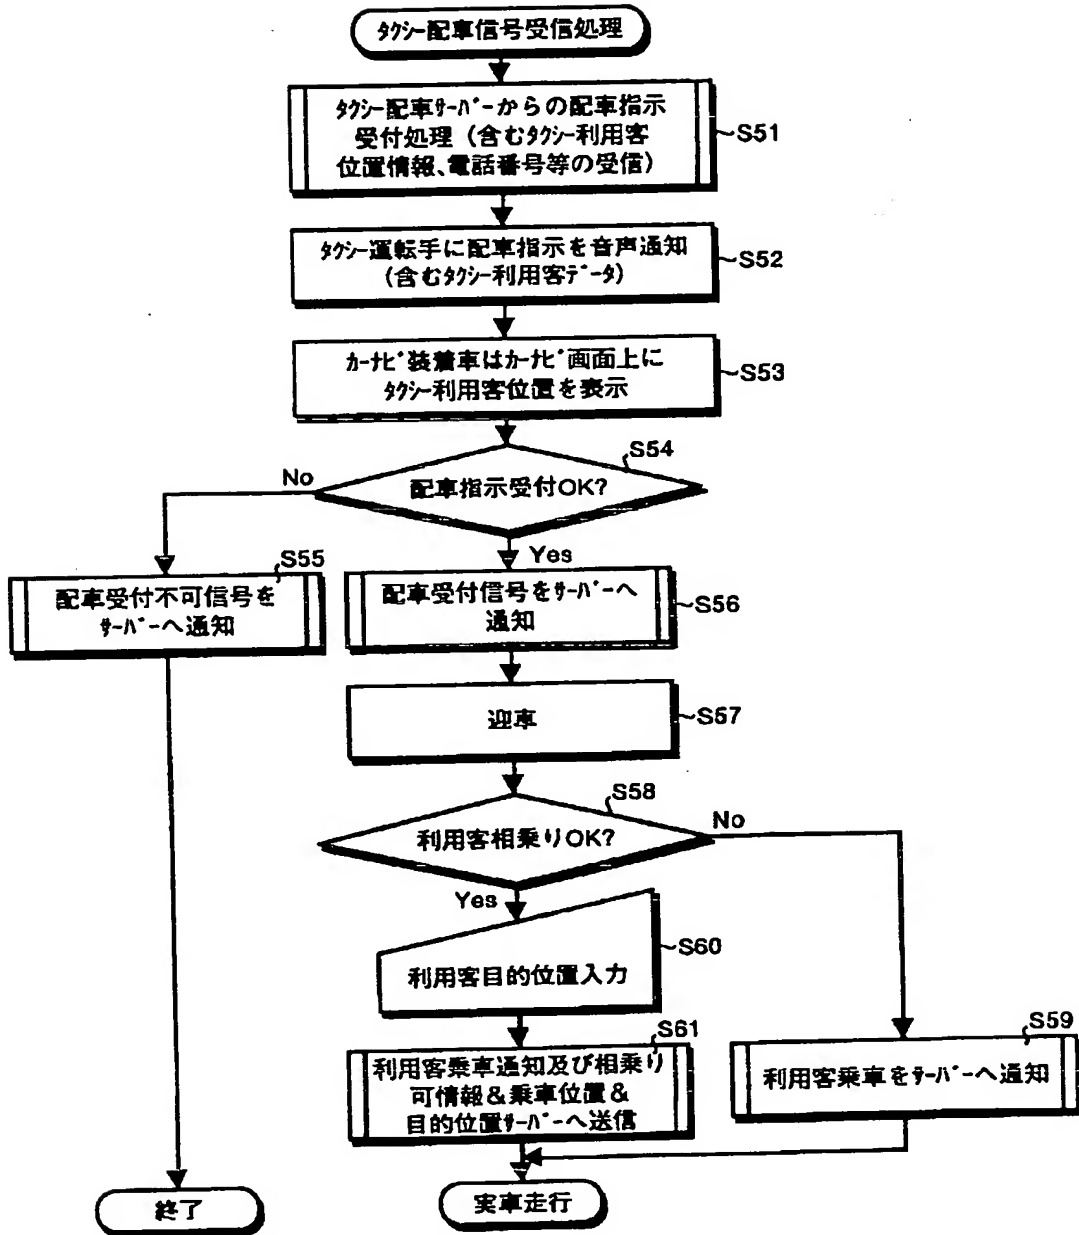 タクシー配車信号受信処理
タクシー配車サーバーからの配車指示
受付処理（含むタクシー利用客
位置情報、電話番号等の受信）
S51
タクシー運転手に配車指示を音声通知
（含むタクシー利用客データ）
S52
カーナビ装着車はカーナビ画面上に
タクシー利用客位置を表示
S53
S54
配車指示受付OK?
No
Yes
S55
配車受付不可信号を
サーバーへ通知
配車受付信号をサーバーへ
通知
S56
迎車
S57
S58
利用客相乗りOK?
No
Yes
利用客目的位置入力
S60
S61
利用客乗車通知及び相乗り
可情報＆乗車位置＆
目的位置サーバーへ送信
S59
利用客乗車をサーバーへ通知
終了
実車走行